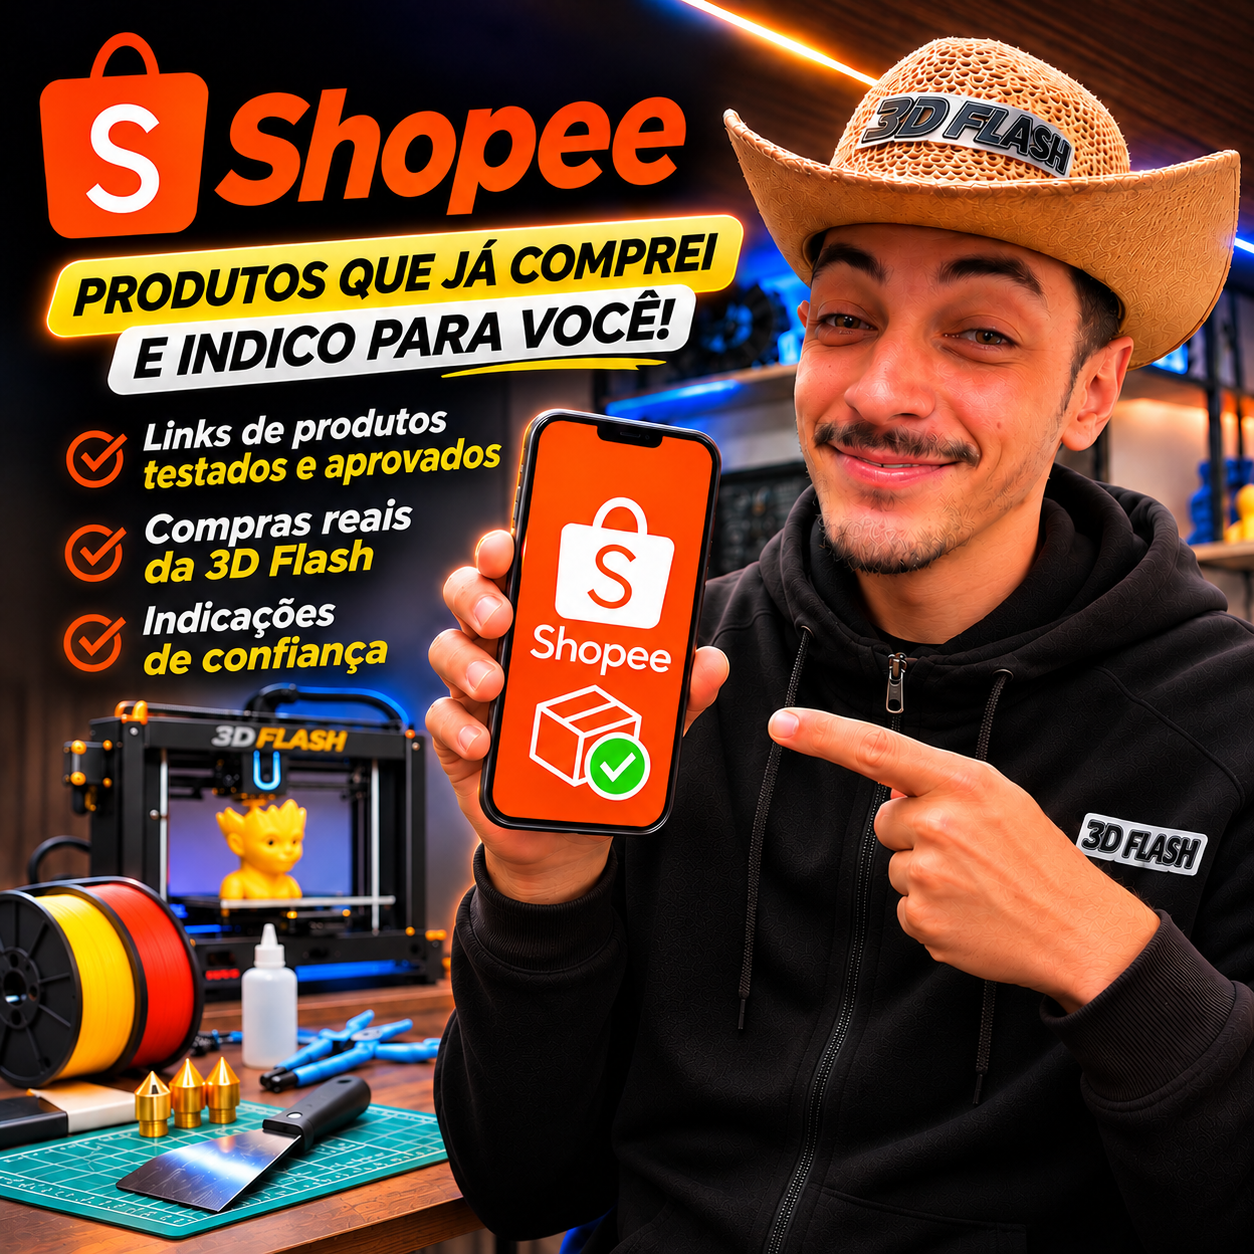 S Shopee
PRODUTOS QUE JÁ COMPREI
E INDICO PARA VOCÊ!
Links de produtos
testados e aprovados
Compras reais
da 3D Flash
Indicações
de confiança
3D FLASH
S
Shopee
3D FLASH
3D FLASH